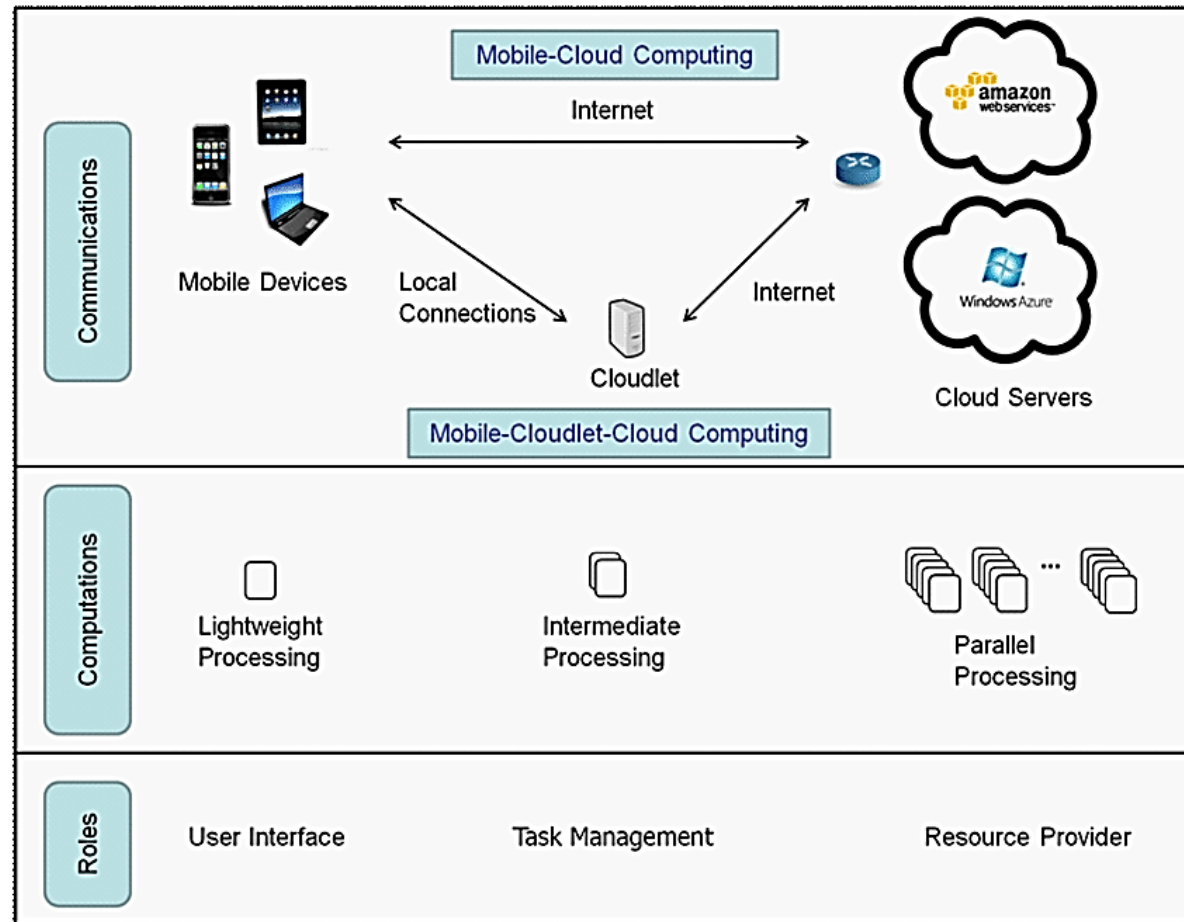 Mobile-Cloud Computing
Internet
amazon
webservices™
Communications
Mobile Devices
Local
Connections
Internet
Windows Azure
Cloudlet
Cloud Servers
Mobile-Cloudlet-Cloud Computing
Computations
Lightweight
Processing
Intermediate
Processing
...
Parallel
Processing
Roles
User Interface
Task Management
Resource Provider